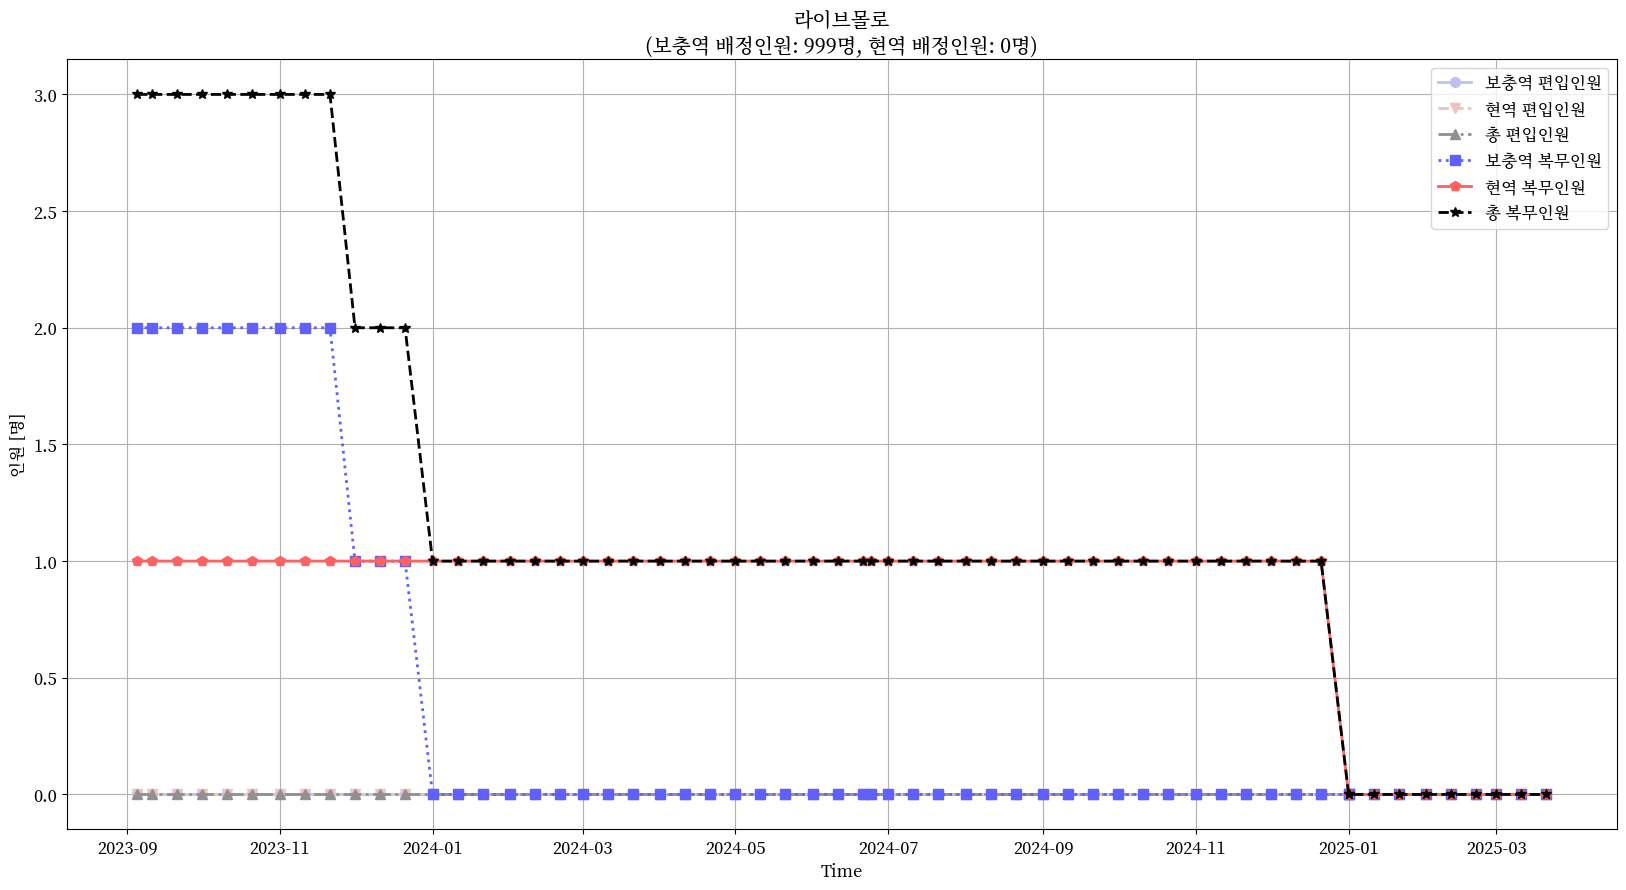 라이브몰로
(보충역 배정인원: 999명, 현역 배정인원: 0명)
보충역 편입인원
현역 편입인원
총 편입인원
보충역 복무인원
현역 복무인원
총 복무인원
인원 [명]
3.0
2.5
2.0
1.5
1.0
0.5
0.0
2023-09
2023-11
2024-01
2024-03
2024-05
2024-07
2024-09
2024-11
2025-01
2025-03
Time